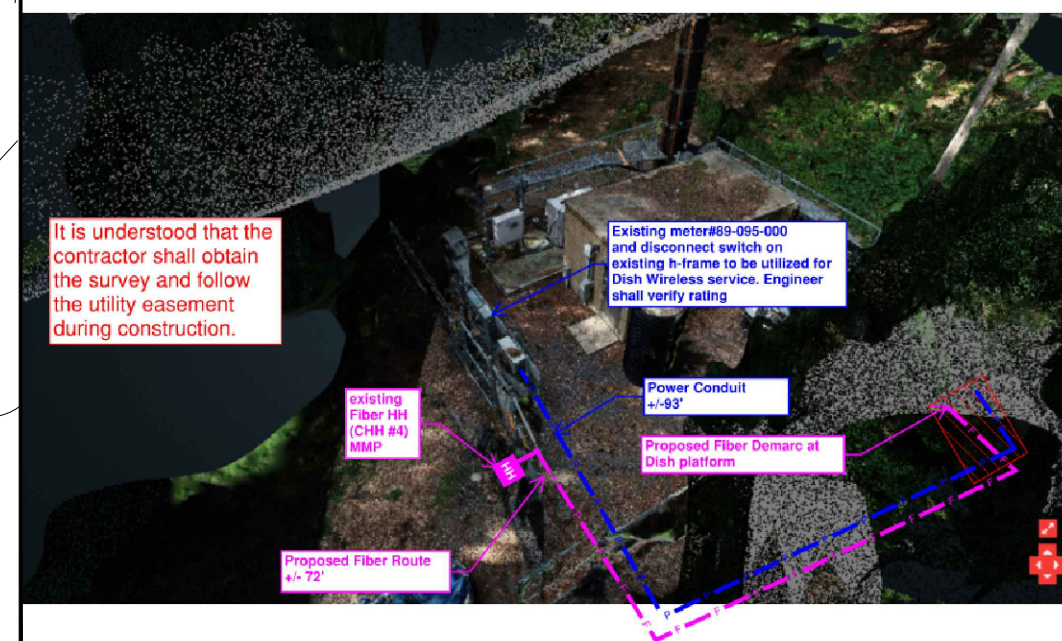 It is understood that the
contractor shall obtain
the survey and follow
the utility easement
during construction.
Existing meter#89-095-000
and disconnect switch on
existing h-frame to be utilized for
Dish Wireless service. Engineer
shall verify rating
existing
Fiber HH
(CHH #4)
MMP
Power Conduit
+/-93'
Proposed Fiber Demarc at
Dish platform
HH
Proposed Fiber Route
+/- 72'
P
F
F
F
F